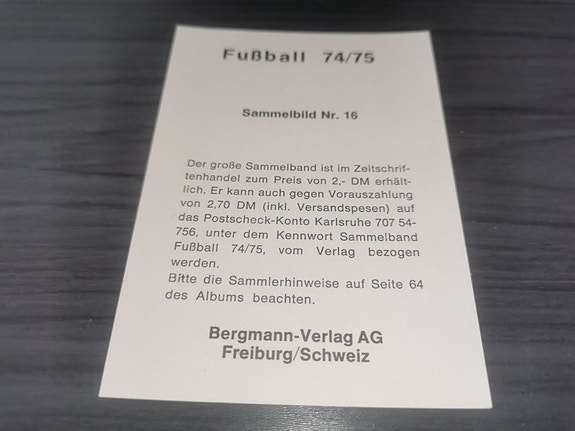 Fußball 74/75
Sammelbild Nr. 16
Der große Sammelband ist im Zeitschrif-
tenhandel zum Preis von 2,- DM erhält-
lich. Er kann auch gegen Vorauszahlung
von 2,70 DM (inkl. Versandspesen) auf
das Postscheck-Konto Karlsruhe 707 54-
756, unter dem Kennwort Sammelband
Fußball 74/75, vom Verlag bezogen
werden.
Bitte die Sammlerhinweise auf Seite 64
des Albums beachten.
Bergmann-Verlag AG
Freiburg/Schweiz